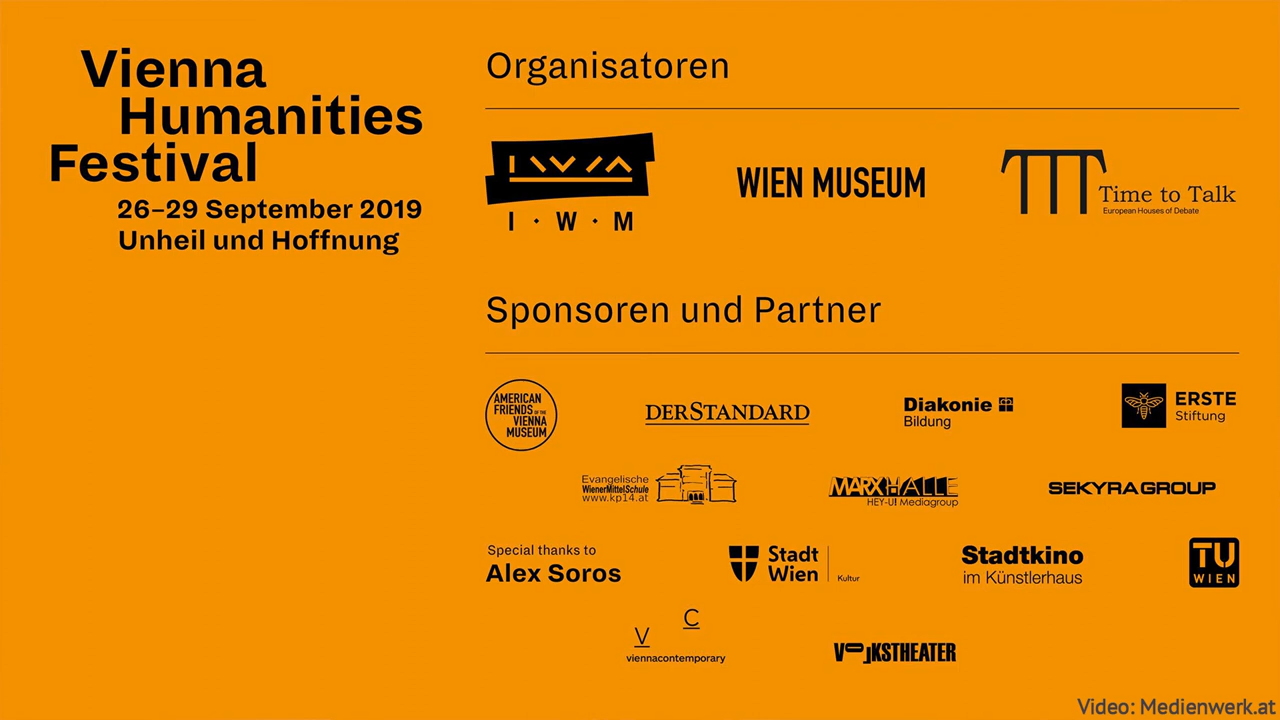 Vienna
Humanities
Festival
26–29 September 2019
Unheil und Hoffnung
Organisatoren
I · W · M
WIEN MUSEUM
TTT Time to Talk
European Houses of Debate
Sponsoren und Partner
AMERICAN
FRIENDS OF THE
VIENNA
MUSEUM
DERSTANDARD
Diakonie
Bildung
ERSTE
Stiftung
Evangelische
WienerMittelSchule
www.kp14.at
MARXHALLE
HEY-U! Mediagroup
SEKYRA GROUP
Special thanks to
Alex Soros
Stadt
Wien
Kultur
Stadtkino
im Künstlerhaus
TU
WIEN
V C
viennacontemporary
VOLKSTHEATER
Video: Medienwerk.at